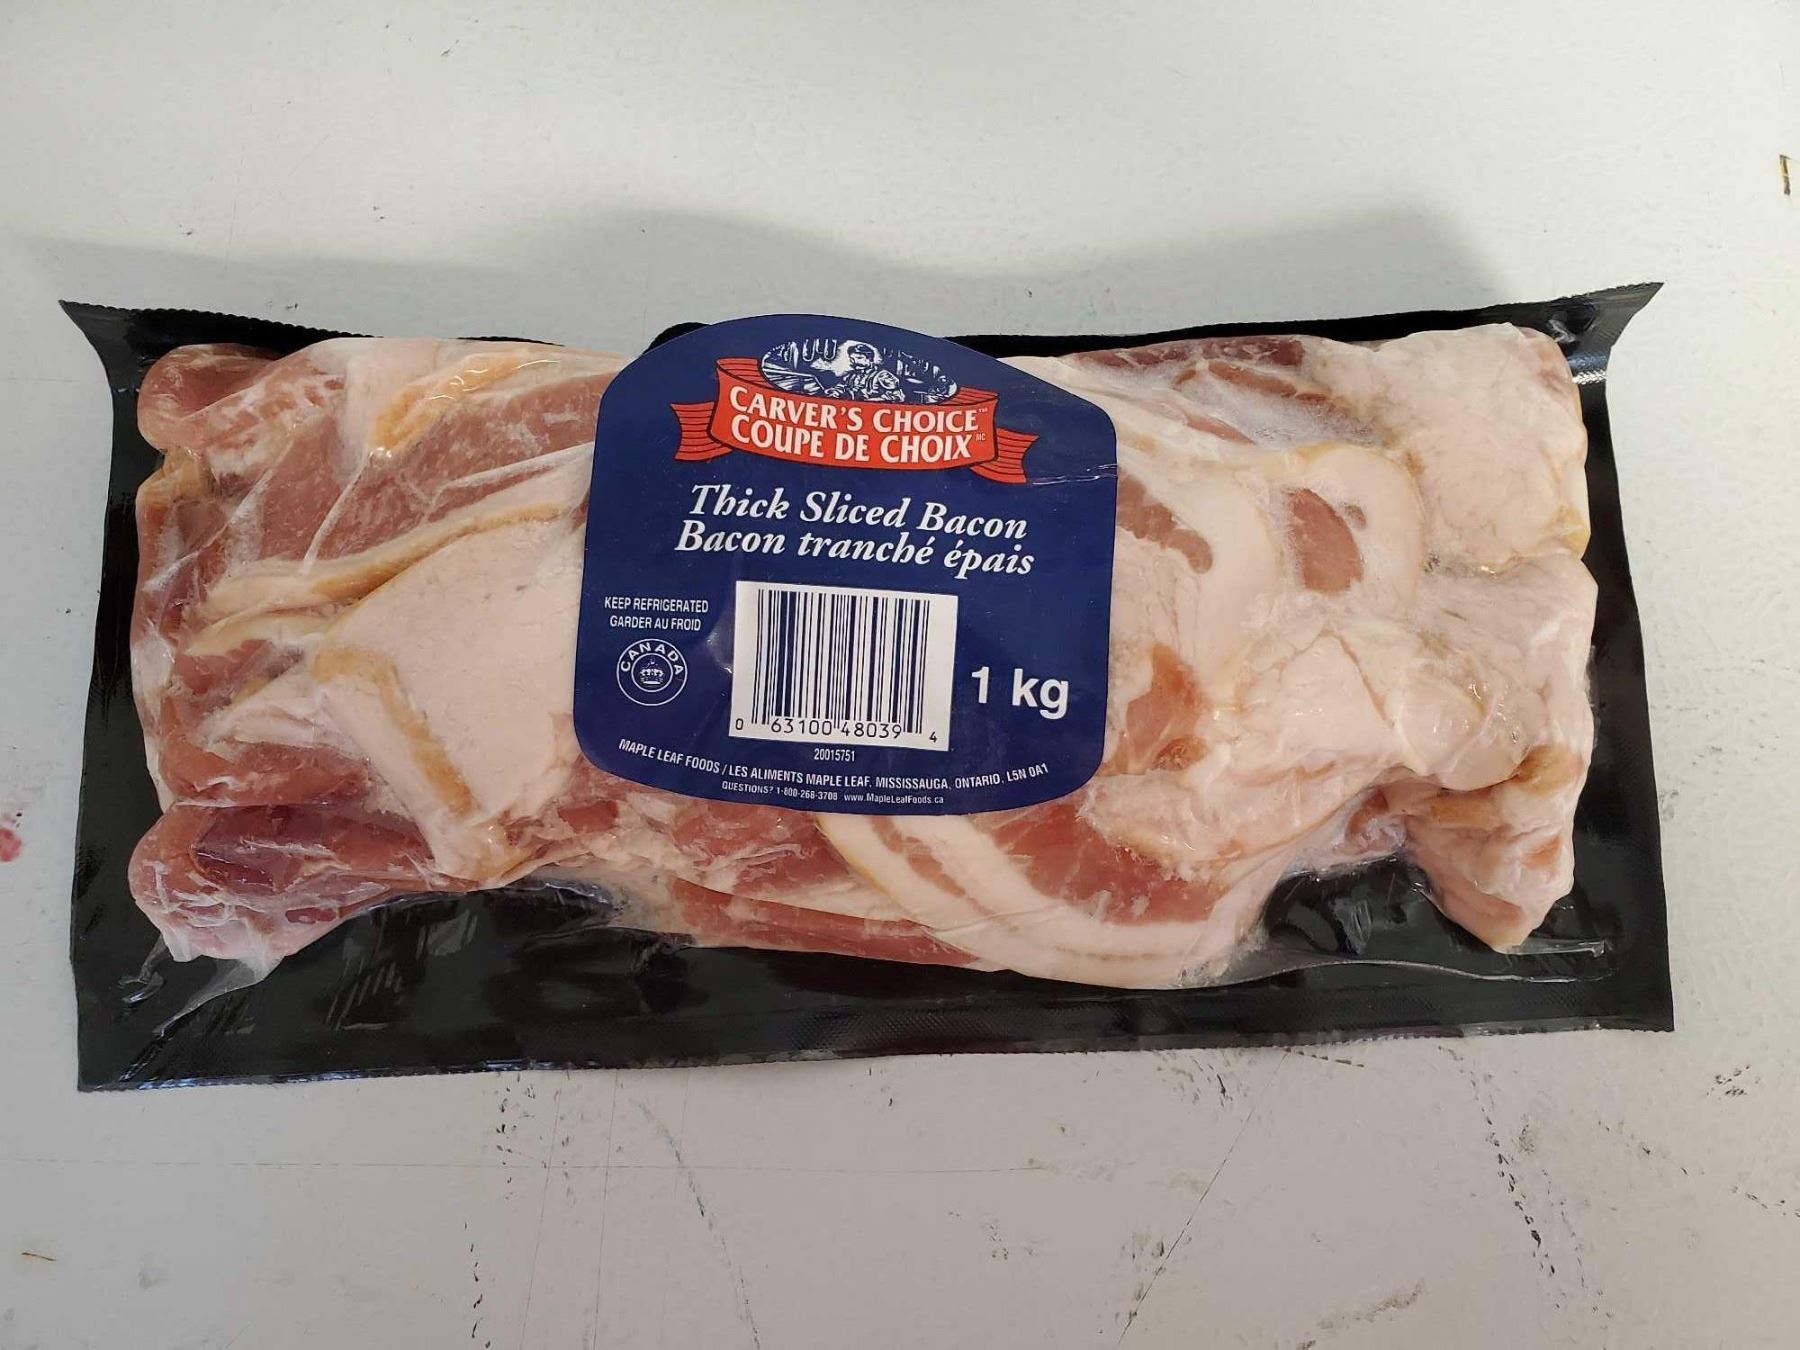 CARVER'S CHOICE™
COUPE DE CHOIX MC
Thick Sliced Bacon
Bacon tranché épais
KEEP REFRIGERATED
GARDER AU FROID
CANADA
1 kg
0 63100 48039 4
20015751
MAPLE LEAF FOODS / LES ALIMENTS MAPLE LEAF, MISSISSAUGA, ONTARIO, L5N 0A1
QUESTIONS? 1-800-268-3708 www.MapleLeafFoods.ca